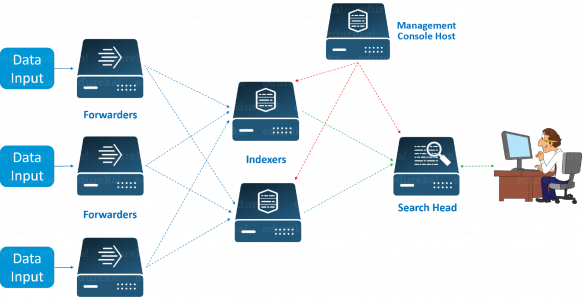 Management
Console Host
Data
Input
Forwarders
Indexers
Data
Input
Search Head
Forwarders
Data
Input